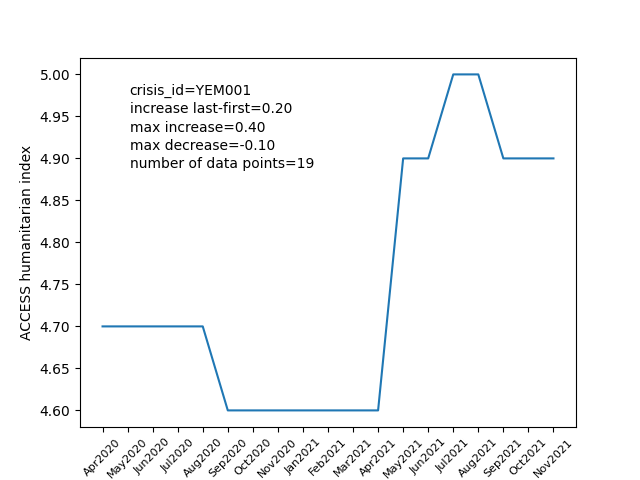 crisis_id=YEM001
increase last-first=0.20
max increase=0.40
max decrease=-0.10
number of data points=19
ACCESS humanitarian index
5.00
4.95
4.90
4.85
4.80
4.75
4.70
4.65
4.60
Apr2020
May2020
Jun2020
Jul2020
Aug2020
Sep2020
Oct2020
Nov2020
Jan2021
Feb2021
Mar2021
Apr2021
May2021
Jun2021
Jul2021
Aug2021
Sep2021
Oct2021
Nov2021